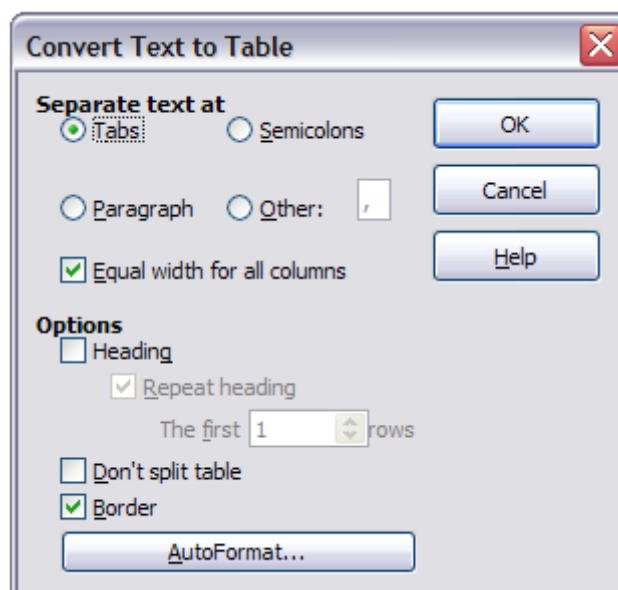 Convert Text to Table
Separate text at
Tabs
Semicolons
OK
Paragraph
Other:
,
Cancel
Equal width for all columns
Help
Options
Heading
Repeat heading
The first 1 rows
Don't split table
Border
AutoFormat...